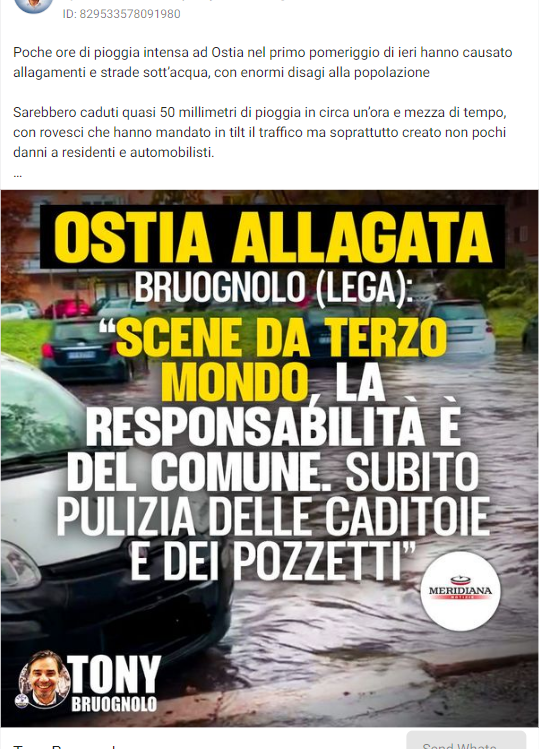 ID: 829533578091980
Poche ore di pioggia intensa ad Ostia nel primo pomeriggio di ieri hanno causato
allagamenti e strade sott'acqua, con enormi disagi alla popolazione
Sarebbero caduti quasi 50 millimetri di pioggia in circa un'ora e mezza di tempo,
con rovesci che hanno mandato in tilt il traffico ma soprattutto creato non pochi
danni a residenti e automobilisti.
...
OSTIA ALLAGATA
BRUOGNOLO (LEGA):
“SCENE DA TERZO
MONDO, LA
RESPONSABILITÀ È
DEL COMUNE. SUBITO
PULIZIA DELLE CADITOIE
E DEI POZZETTI”
MERIDIANA
NOTIZIE
TONY
BRUOGNOLO